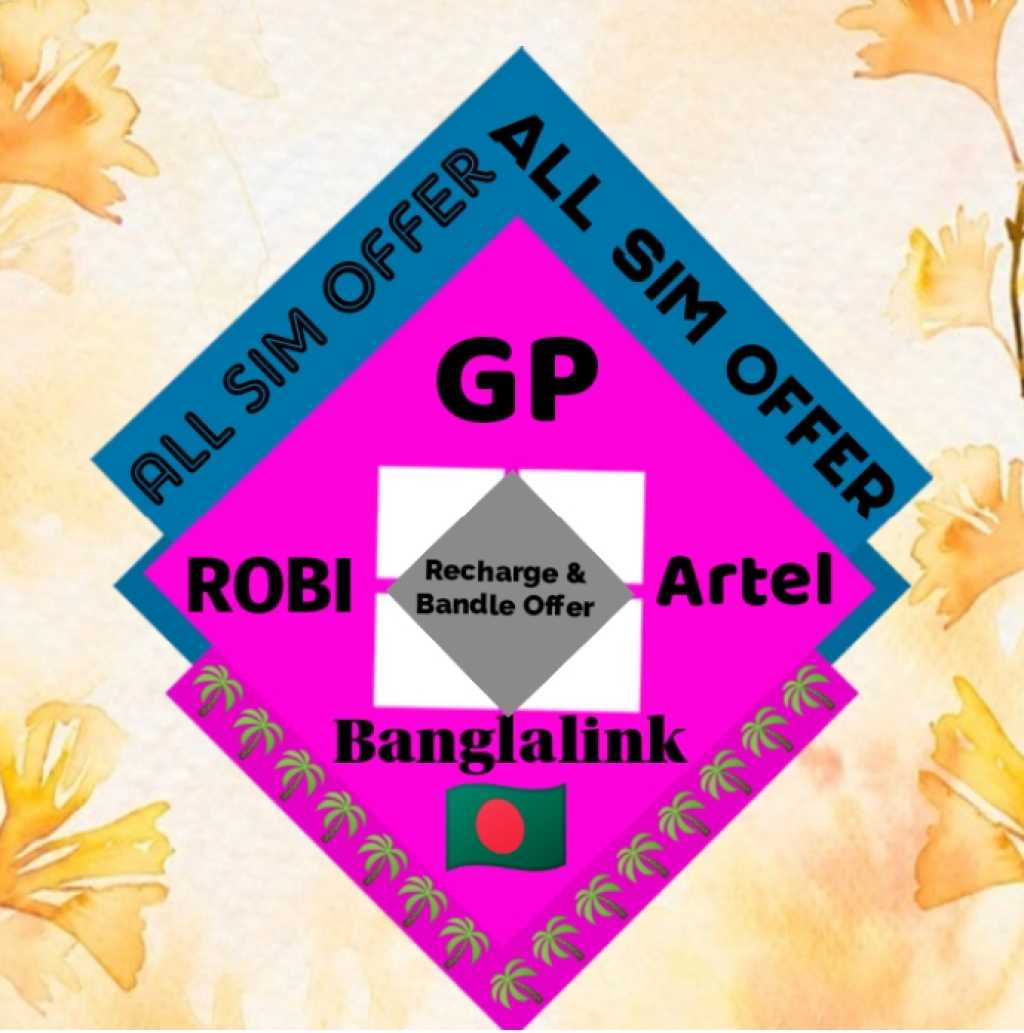 ALL SIM OFFER
ALL SIM OFFER
GP
ROBI
Recharge &
Bandle Offer
Artel
Banglalink